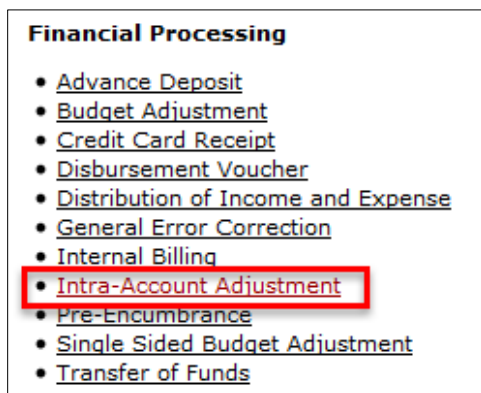 Financial Processing
• Advance Deposit
• Budget Adjustment
• Credit Card Receipt
• Disbursement Voucher
• Distribution of Income and Expense
• General Error Correction
• Internal Billing
• Intra-Account Adjustment
• Pre-Encumbrance
• Single Sided Budget Adjustment
• Transfer of Funds